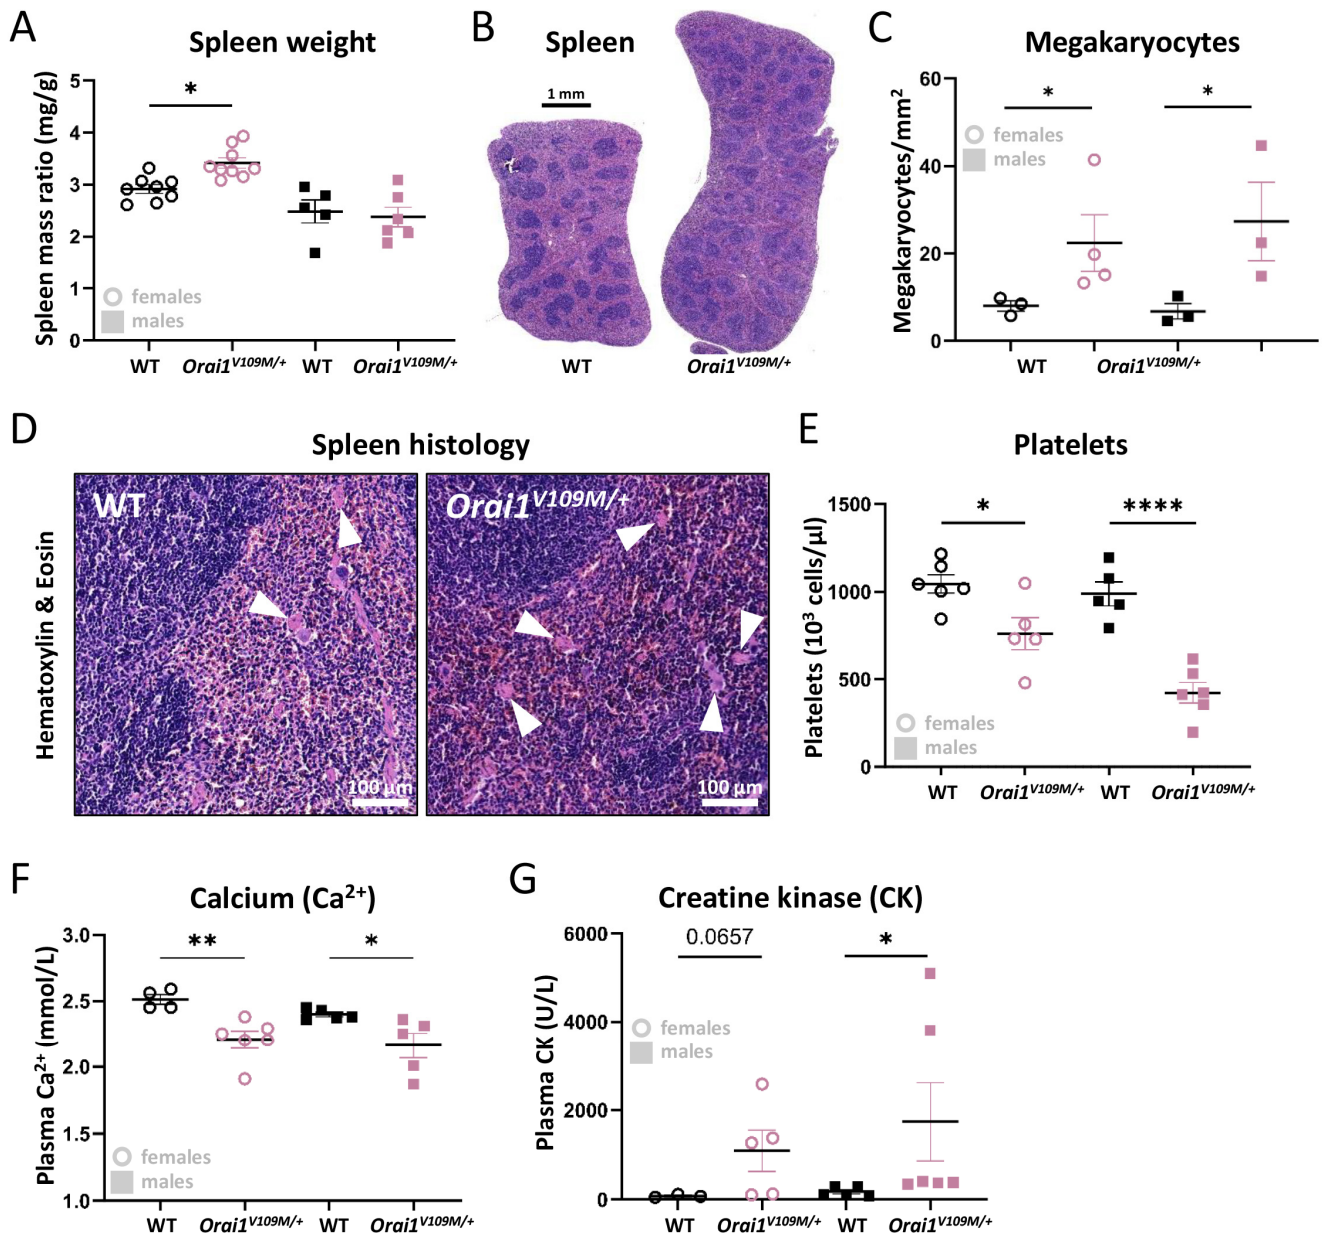 A
Spleen weight
Spleen mass ratio (mg/g)
5
4
3
2
1
0
*
females
males
WT
Orai1V109M/+
WT
Orai1V109M/+
B
Spleen
1 mm
WT
Orai1V109M/+
C
Megakaryocytes
Megakaryocytes/mm2
60
40
20
0
*
*
females
males
WT
Orai1V109M/+
D
Spleen histology
Hematoxylin & Eosin
WT
100 µm
Orai1V109M/+
100 µm
E
Platelets
Platelets (103 cells/µl)
1500
1000
500
0
*
****
females
males
WT
Orai1V109M/+
WT
Orai1V109M/+
F
Calcium (Ca2+)
Plasma Ca2+ (mmol/L)
3.0
2.5
2.0
1.5
1.0
**
*
females
males
WT
Orai1V109M/+
WT
Orai1V109M/+
G
Creatine kinase (CK)
Plasma CK (U/L)
6000
4000
2000
0
0.0657
*
females
males
WT
Orai1V109M/+
WT
Orai1V109M/+